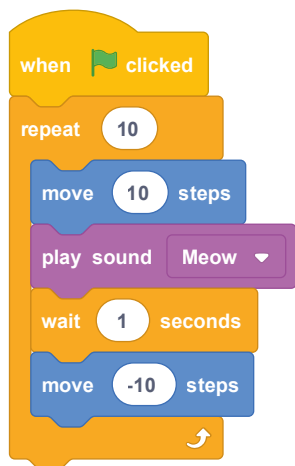 when clicked
repeat 10
move 10 steps
play sound Meow
wait 1 seconds
move -10 steps